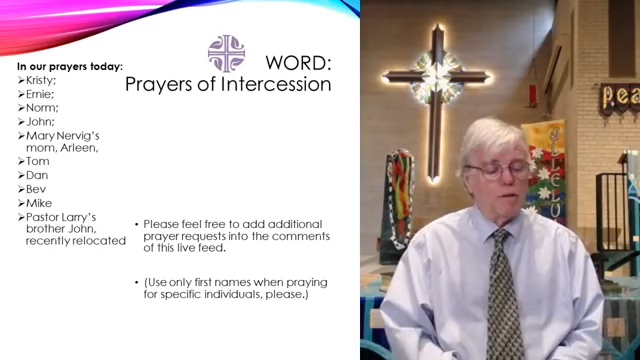 WORD:
Prayers of Intercession
In our prayers today:
➢Kristy;
➢Ernie;
➢Norm;
➢John;
➢Mary Nervig's
mom, Arleen,
➢Tom
➢Dan
➢Bev
➢Mike
➢Pastor Larry's
brother John,
recently relocated
• Please feel free to add additional
prayer requests into the comments
of this live feed.
• (Use only first names when praying
for specific individuals, please.)
pea